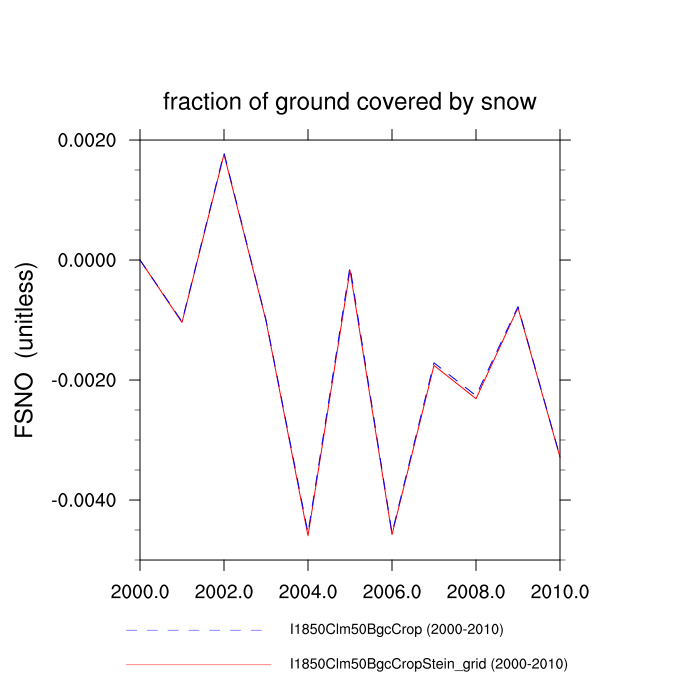 fraction of ground covered by snow
0.0020
0.0000
-0.0020
-0.0040
FSNO (unitless)
2000.0 2002.0 2004.0 2006.0 2008.0 2010.0
I1850Clm50BgcCrop (2000-2010)
I1850Clm50BgcCropStein_grid (2000-2010)